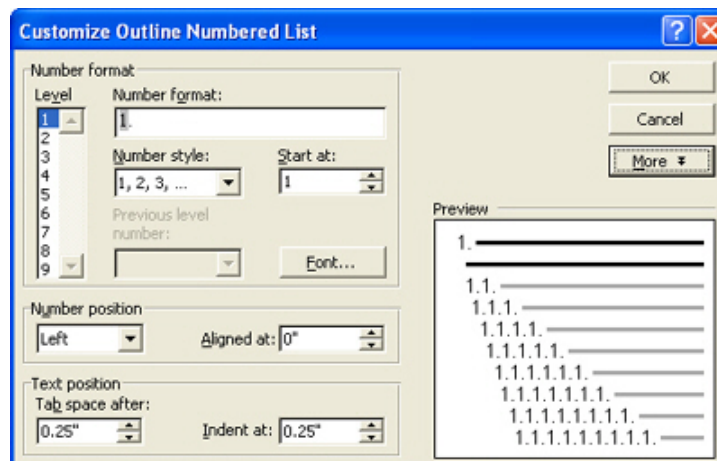 Customize Outline Numbered List
Number format
Level
Number format:
1
2
3
4
5
6
7
8
9
1.
Number style:
Start at:
1, 2, 3, ...
1
Previous level
number:
Font...
Number position
Left
Aligned at:
0"
Text position
Tab space after:
0.25"
Indent at:
0.25"
OK
Cancel
More
Preview
1.
1.1.
1.1.1.
1.1.1.1.
1.1.1.1.1.
1.1.1.1.1.1.
1.1.1.1.1.1.1.
1.1.1.1.1.1.1.1.
1.1.1.1.1.1.1.1.1.